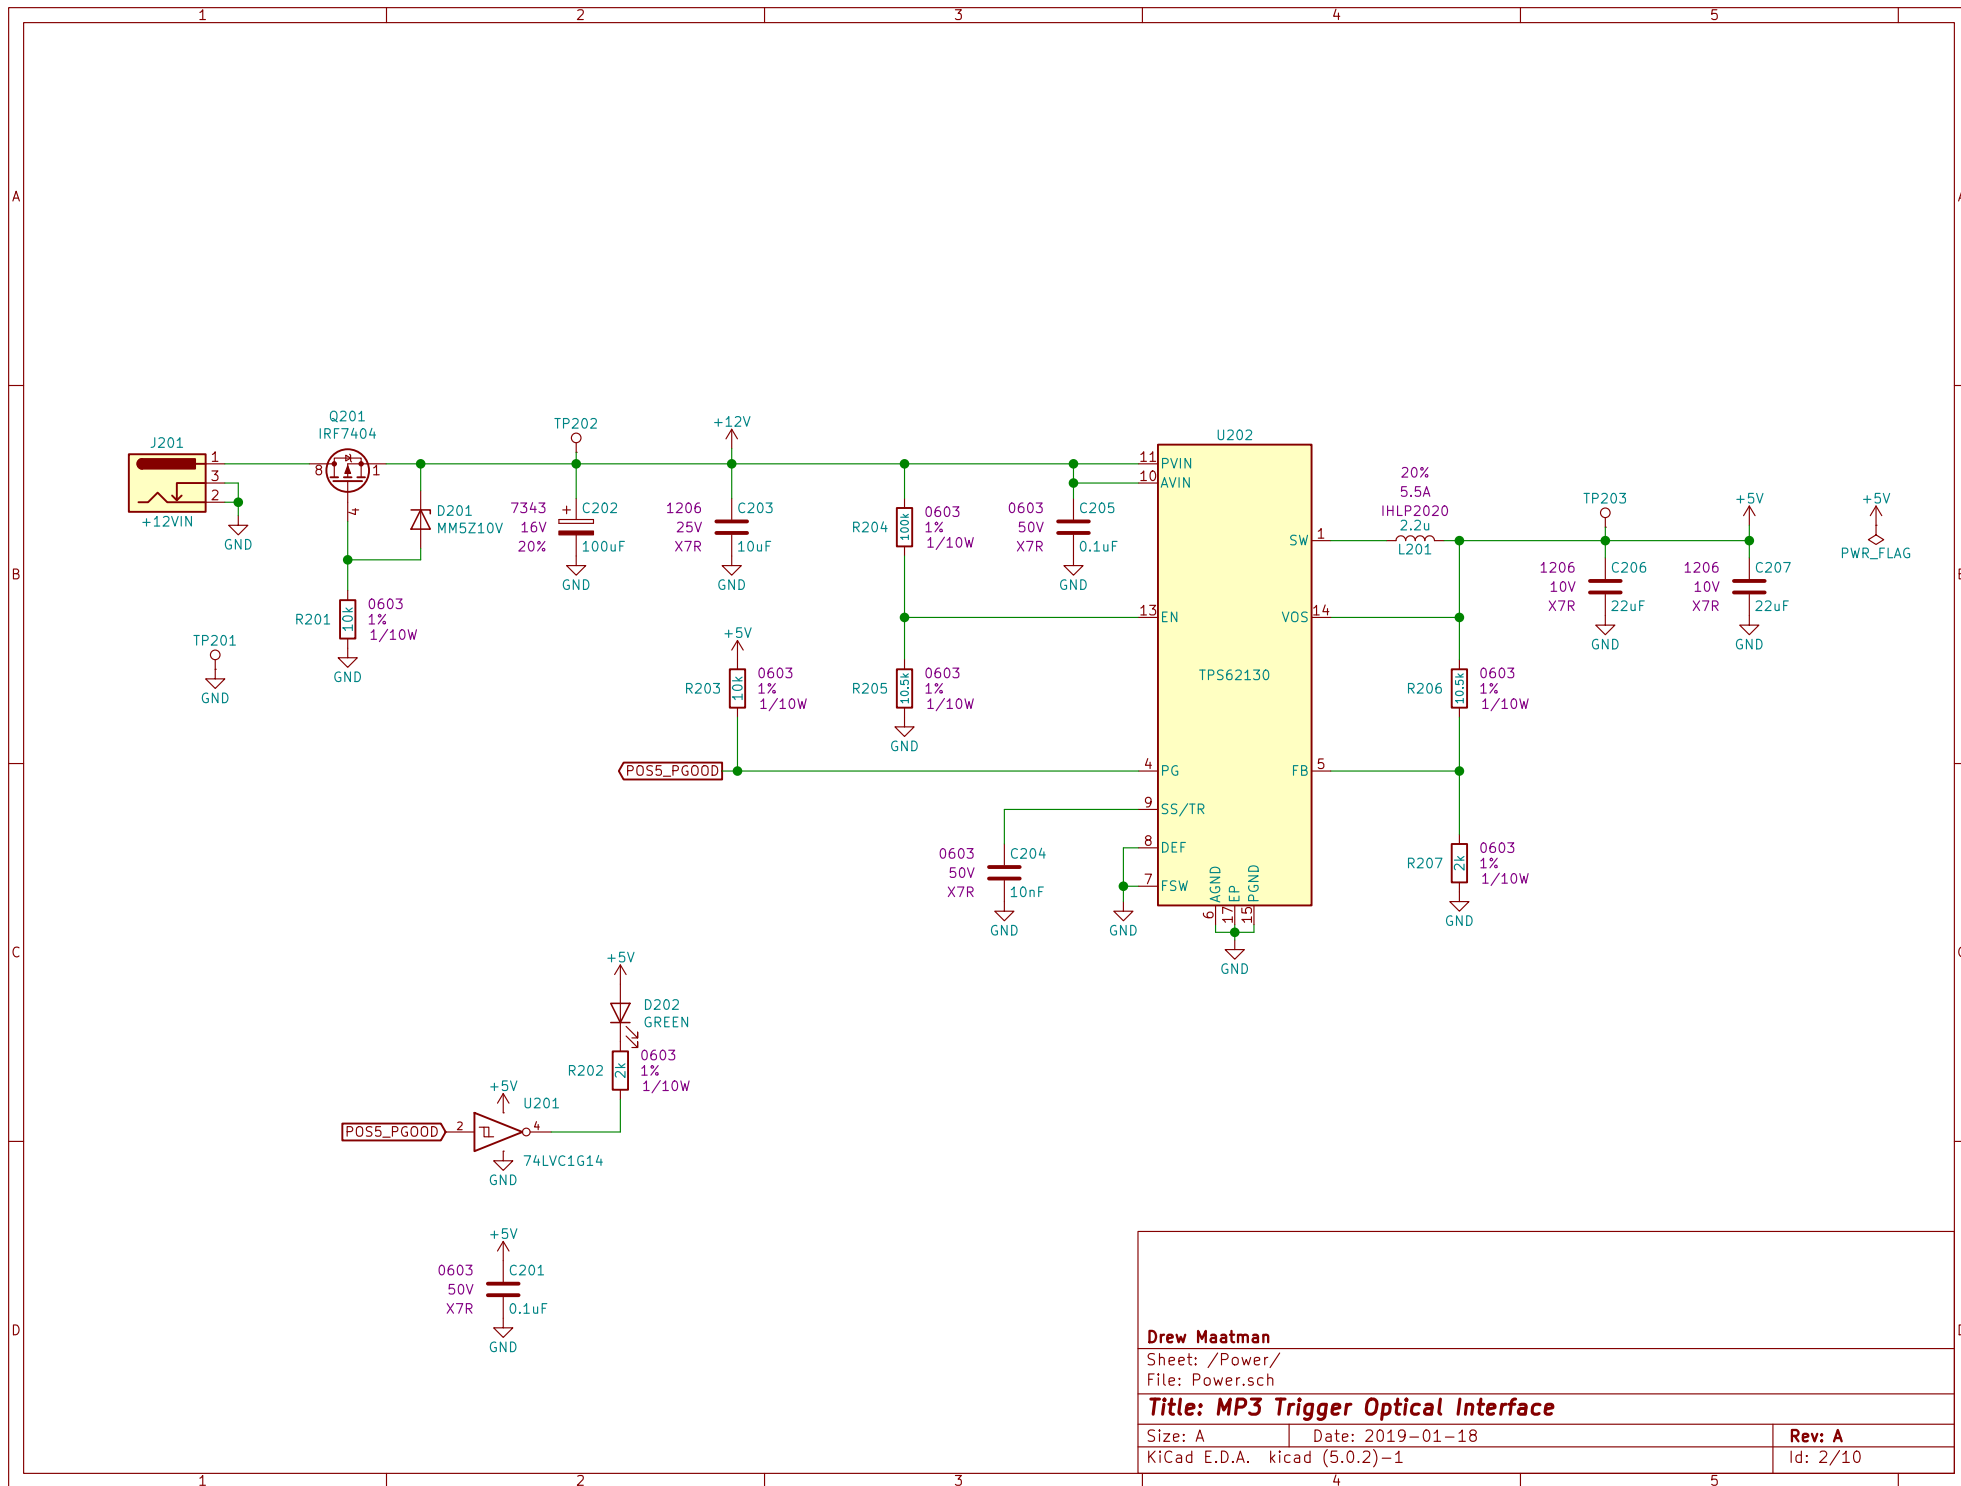 1 2 3 4 5
A
B
C
D
J201
+12VIN
1
3
2
GND
Q201
IRF7404
8
1
4
D201
MM5Z10V
R201
10k
0603
1%
1/10W
GND
TP201
GND
TP202
7343
16V
20%
C202
100uF
GND
+12V
1206
25V
X7R
C203
10uF
GND
R204
100k
0603
1%
1/10W
0603
50V
X7R
C205
0.1uF
GND
+5V
R203
10k
0603
1%
1/10W
R205
10.5k
0603
1%
1/10W
GND
POS5_PGOOD
0603
50V
X7R
C204
10nF
GND
GND
U202
TPS62130
11 PVIN
10 AVIN
13 EN
4 PG
9 SS/TR
8 DEF
7 FSW
SW 1
VOS 14
FB 5
AGND 6
EP 17
PGND 15
GND
20%
5.5A
IHLP2020
2.2u
L201
TP203
1206
10V
X7R
C206
22uF
GND
+5V
1206
10V
X7R
C207
22uF
GND
+5V
PWR_FLAG
R206
10.5k
0603
1%
1/10W
R207
2k
0603
1%
1/10W
GND
+5V
D202
GREEN
R202
2k
0603
1%
1/10W
+5V
U201
POS5_PGOOD
2
4
74LVC1G14
GND
+5V
0603
50V
X7R
C201
0.1uF
GND
Drew Maatman
Sheet: /Power/
File: Power.sch
Title: MP3 Trigger Optical Interface
Size: A Date: 2019-01-18 Rev: A
KiCad E.D.A. kicad (5.0.2)-1 Id: 2/10
1 2 3 4 5